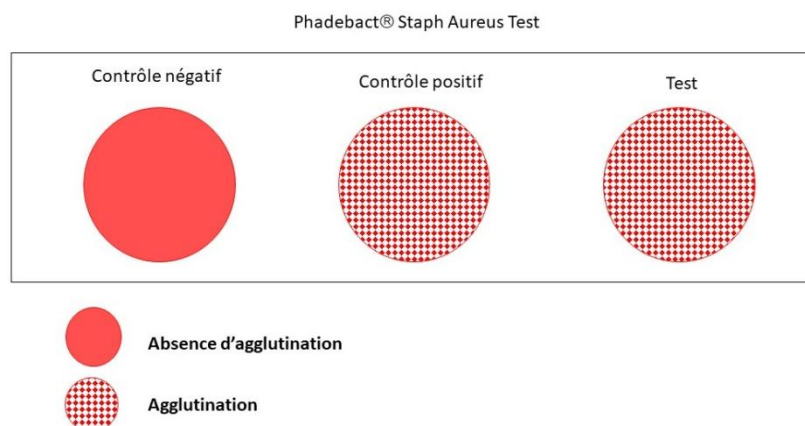 Phadebact® Staph Aureus Test
Contrôle négatif
Contrôle positif
Test
Absence d'agglutination
Agglutination